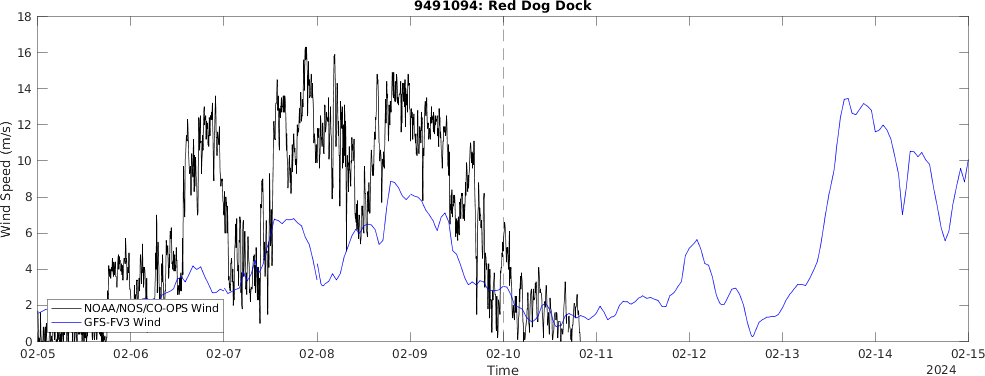 9491094: Red Dog Dock
18
16
14
12
10
8
6
4
2
0
Wind Speed (m/s)
NOAA/NOS/CO-OPS Wind
GFS-FV3 Wind
02-05 02-06 02-07 02-08 02-09 02-10 02-11 02-12 02-13 02-14 02-15
Time
2024